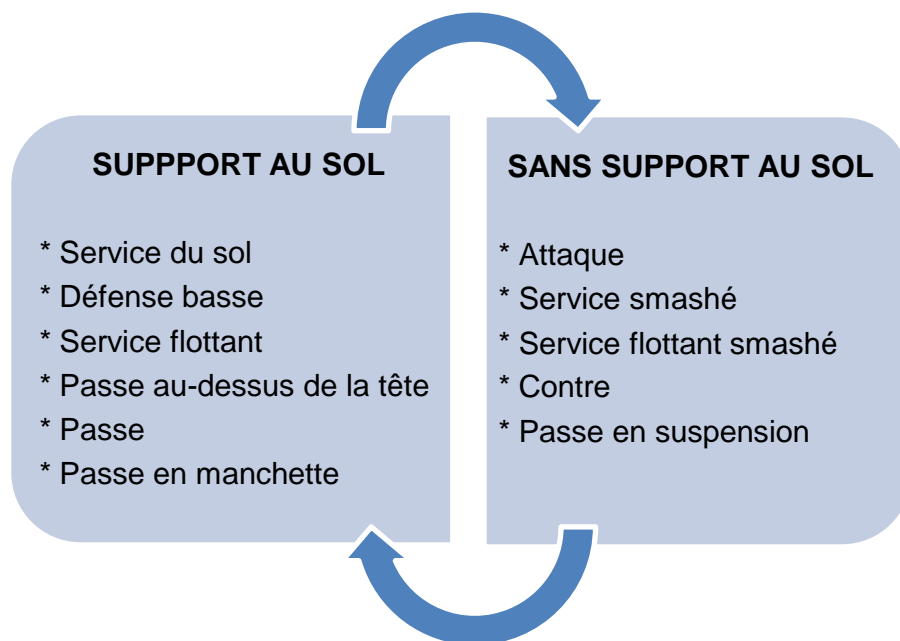 SUPPPORT AU SOL
* Service du sol
* Défense basse
* Service flottant
* Passe au-dessus de la tête
* Passe
* Passe en manchette
SANS SUPPORT AU SOL
* Attaque
* Service smashé
* Service flottant smashé
* Contre
* Passe en suspension